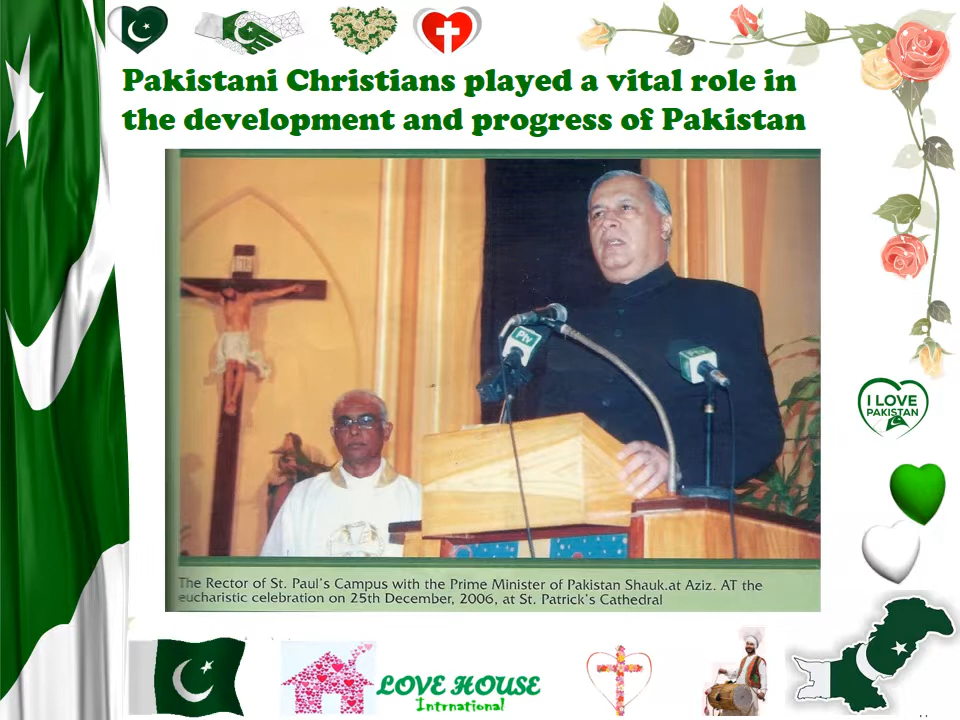 Pakistani Christians played a vital role in
the development and progress of Pakistan
Ptv
The Rector of St. Paul's Campus with the Prime Minister of Pakistan Shauk.at Aziz. AT the
eucharistic celebration on 25th December, 2006, at St. Patrick's Cathedral
I LOVE
PAKISTAN
LOVE HOUSE
Intrnational